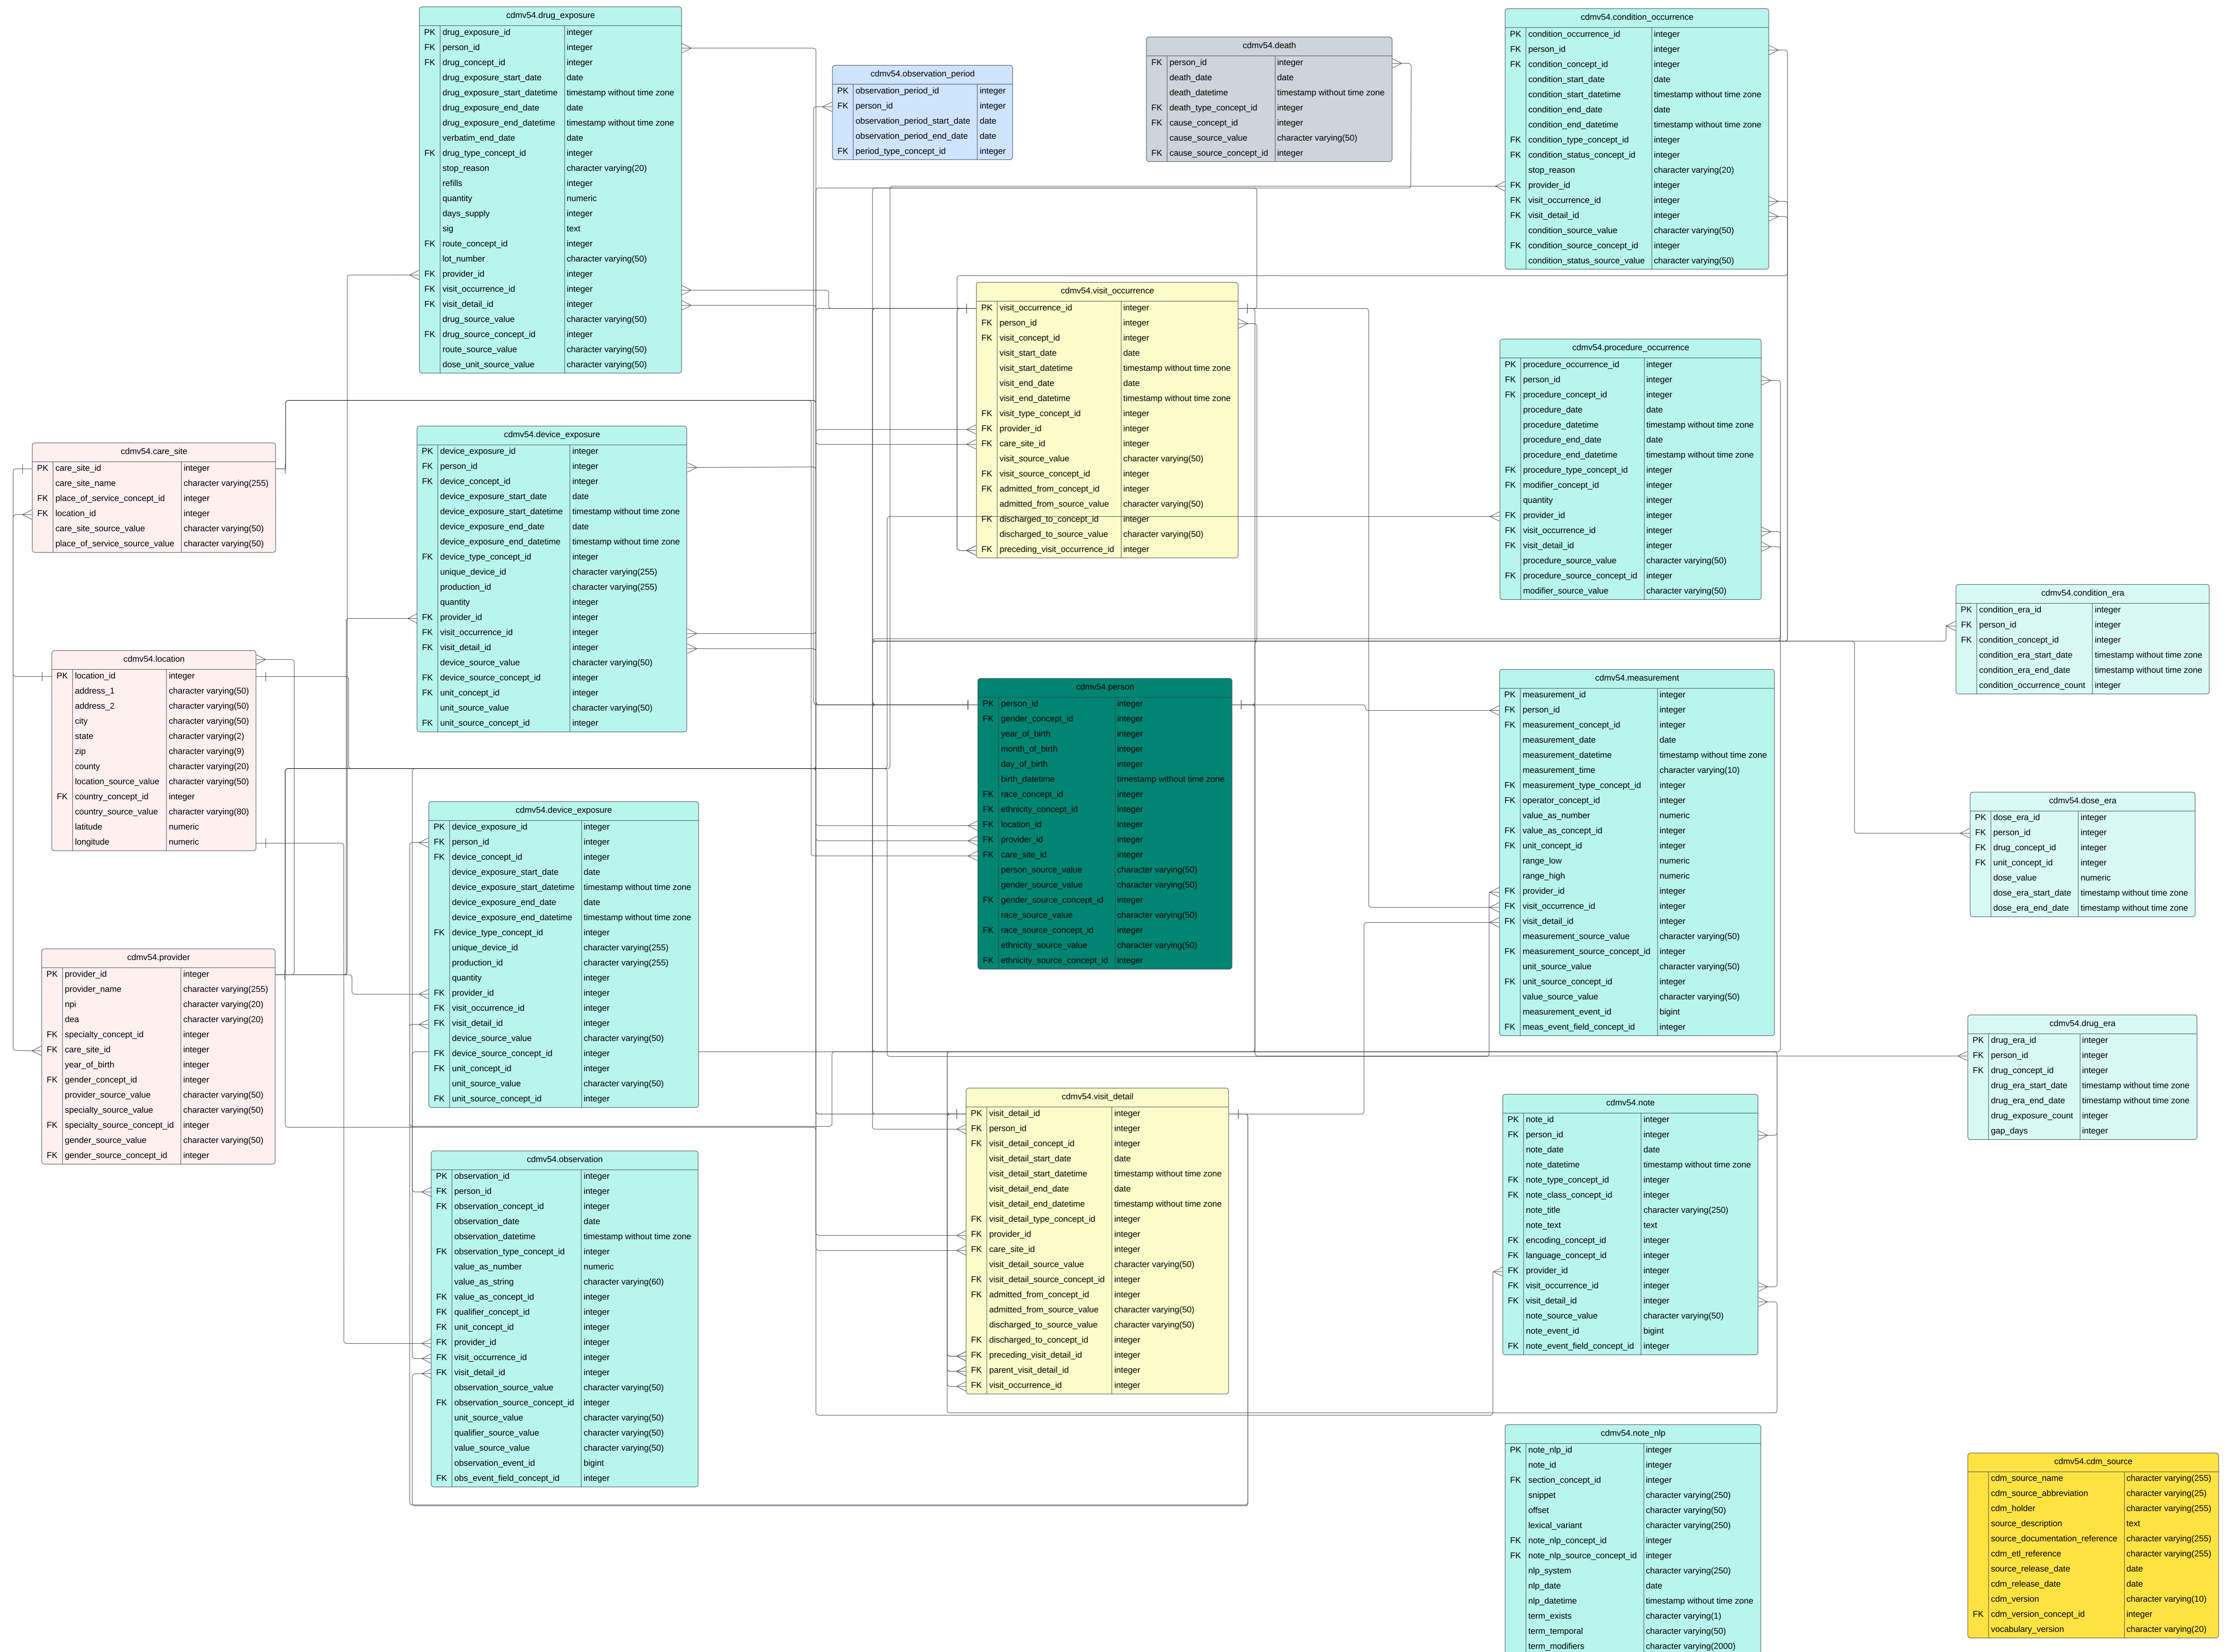 cdmv54.drug_exposure
PK drug_exposure_id integer
FK person_id integer
FK drug_concept_id integer
drug_exposure_start_date date
drug_exposure_start_datetime timestamp without time zone
drug_exposure_end_date date
drug_exposure_end_datetime timestamp without time zone
verbatim_end_date date
FK drug_type_concept_id integer
stop_reason character varying(20)
refills integer
quantity numeric
days_supply integer
sig text
FK route_concept_id integer
lot_number character varying(50)
FK provider_id integer
FK visit_occurrence_id integer
FK visit_detail_id integer
drug_source_value character varying(50)
FK drug_source_concept_id integer
route_source_value character varying(50)
dose_unit_source_value character varying(50)
cdmv54.observation_period
PK observation_period_id integer
FK person_id integer
observation_period_start_date date
observation_period_end_date date
FK period_type_concept_id integer
cdmv54.death
FK person_id integer
death_date date
death_datetime timestamp without time zone
FK death_type_concept_id integer
FK cause_concept_id integer
cause_source_value character varying(50)
FK cause_source_concept_id integer
cdmv54.condition_occurrence
PK condition_occurrence_id integer
FK person_id integer
FK condition_concept_id integer
condition_start_date date
condition_start_datetime timestamp without time zone
condition_end_date date
condition_end_datetime timestamp without time zone
FK condition_type_concept_id integer
FK condition_status_concept_id integer
stop_reason character varying(20)
FK provider_id integer
FK visit_occurrence_id integer
FK visit_detail_id integer
condition_source_value character varying(50)
FK condition_source_concept_id integer
condition_status_source_value character varying(50)
cdmv54.visit_occurrence
PK visit_occurrence_id integer
FK person_id integer
FK visit_concept_id integer
visit_start_date date
visit_start_datetime timestamp without time zone
visit_end_date date
visit_end_datetime timestamp without time zone
FK visit_type_concept_id integer
FK provider_id integer
FK care_site_id integer
visit_source_value character varying(50)
FK visit_source_concept_id integer
FK admitted_from_concept_id integer
admitted_from_source_value character varying(50)
FK discharged_to_concept_id integer
discharged_to_source_value character varying(50)
FK preceding_visit_occurrence_id integer
cdmv54.procedure_occurrence
PK procedure_occurrence_id integer
FK person_id integer
FK procedure_concept_id integer
procedure_date date
procedure_datetime timestamp without time zone
procedure_end_date date
procedure_end_datetime timestamp without time zone
FK procedure_type_concept_id integer
FK modifier_concept_id integer
quantity integer
FK provider_id integer
FK visit_occurrence_id integer
FK visit_detail_id integer
procedure_source_value character varying(50)
FK procedure_source_concept_id integer
modifier_source_value character varying(50)
cdmv54.care_site
PK care_site_id integer
care_site_name character varying(255)
FK place_of_service_concept_id integer
FK location_id integer
care_site_source_value character varying(50)
place_of_service_source_value character varying(50)
cdmv54.device_exposure
PK device_exposure_id integer
FK person_id integer
FK device_concept_id integer
device_exposure_start_date date
device_exposure_start_datetime timestamp without time zone
device_exposure_end_date date
device_exposure_end_datetime timestamp without time zone
FK device_type_concept_id integer
unique_device_id character varying(255)
production_id character varying(255)
quantity integer
FK provider_id integer
FK visit_occurrence_id integer
FK visit_detail_id integer
device_source_value character varying(50)
FK device_source_concept_id integer
FK unit_concept_id integer
unit_source_value character varying(50)
FK unit_source_concept_id integer
cdmv54.condition_era
PK condition_era_id integer
FK person_id integer
FK condition_concept_id integer
condition_era_start_date timestamp without time zone
condition_era_end_date timestamp without time zone
condition_occurrence_count integer
cdmv54.location
PK location_id integer
address_1 character varying(50)
address_2 character varying(50)
city character varying(50)
state character varying(2)
zip character varying(9)
county character varying(20)
location_source_value character varying(50)
FK country_concept_id integer
country_source_value character varying(80)
latitude numeric
longitude numeric
cdmv54.person
PK person_id integer
FK gender_concept_id integer
year_of_birth integer
month_of_birth integer
day_of_birth integer
birth_datetime timestamp without time zone
FK race_concept_id integer
FK ethnicity_concept_id integer
FK location_id integer
FK provider_id integer
FK care_site_id integer
person_source_value character varying(50)
gender_source_value character varying(50)
FK gender_source_concept_id integer
race_source_value character varying(50)
FK race_source_concept_id integer
ethnicity_source_value character varying(50)
FK ethnicity_source_concept_id integer
cdmv54.measurement
PK measurement_id integer
FK person_id integer
FK measurement_concept_id integer
measurement_date date
measurement_datetime timestamp without time zone
measurement_time character varying(10)
FK measurement_type_concept_id integer
FK operator_concept_id integer
value_as_number numeric
FK value_as_concept_id integer
FK unit_concept_id integer
range_low numeric
range_high numeric
FK provider_id integer
FK visit_occurrence_id integer
FK visit_detail_id integer
measurement_source_value character varying(50)
FK measurement_source_concept_id integer
unit_source_value character varying(50)
FK unit_source_concept_id integer
value_source_value character varying(50)
measurement_event_id bigint
FK meas_event_field_concept_id integer
cdmv54.dose_era
PK dose_era_id integer
FK person_id integer
FK drug_concept_id integer
FK unit_concept_id integer
dose_value numeric
dose_era_start_date timestamp without time zone
dose_era_end_date timestamp without time zone
cdmv54.device_exposure
PK device_exposure_id integer
FK person_id integer
FK device_concept_id integer
device_exposure_start_date date
device_exposure_start_datetime timestamp without time zone
device_exposure_end_date date
device_exposure_end_datetime timestamp without time zone
FK device_type_concept_id integer
unique_device_id character varying(255)
production_id character varying(255)
quantity integer
FK provider_id integer
FK visit_occurrence_id integer
FK visit_detail_id integer
device_source_value character varying(50)
FK device_source_concept_id integer
FK unit_concept_id integer
unit_source_value character varying(50)
FK unit_source_concept_id integer
cdmv54.provider
PK provider_id integer
provider_name character varying(255)
npi character varying(20)
dea character varying(20)
FK specialty_concept_id integer
FK care_site_id integer
year_of_birth integer
FK gender_concept_id integer
provider_source_value character varying(50)
specialty_source_value character varying(50)
FK specialty_source_concept_id integer
gender_source_value character varying(50)
FK gender_source_concept_id integer
cdmv54.drug_era
PK drug_era_id integer
FK person_id integer
FK drug_concept_id integer
drug_era_start_date timestamp without time zone
drug_era_end_date timestamp without time zone
drug_exposure_count integer
gap_days integer
cdmv54.visit_detail
PK visit_detail_id integer
FK person_id integer
FK visit_detail_concept_id integer
visit_detail_start_date date
visit_detail_start_datetime timestamp without time zone
visit_detail_end_date date
visit_detail_end_datetime timestamp without time zone
FK visit_detail_type_concept_id integer
FK provider_id integer
FK care_site_id integer
visit_detail_source_value character varying(50)
FK visit_detail_source_concept_id integer
FK admitted_from_concept_id integer
admitted_from_source_value character varying(50)
discharged_to_source_value character varying(50)
FK discharged_to_concept_id integer
FK preceding_visit_detail_id integer
FK parent_visit_detail_id integer
FK visit_occurrence_id integer
cdmv54.note
PK note_id integer
FK person_id integer
note_date date
note_datetime timestamp without time zone
FK note_type_concept_id integer
FK note_class_concept_id integer
note_title character varying(250)
note_text text
FK encoding_concept_id integer
FK language_concept_id integer
FK provider_id integer
FK visit_occurrence_id integer
FK visit_detail_id integer
note_source_value character varying(50)
note_event_id bigint
FK note_event_field_concept_id integer
cdmv54.observation
PK observation_id integer
FK person_id integer
FK observation_concept_id integer
observation_date date
observation_datetime timestamp without time zone
FK observation_type_concept_id integer
value_as_number numeric
value_as_string character varying(60)
FK value_as_concept_id integer
FK qualifier_concept_id integer
FK unit_concept_id integer
FK provider_id integer
FK visit_occurrence_id integer
FK visit_detail_id integer
observation_source_value character varying(50)
FK observation_source_concept_id integer
unit_source_value character varying(50)
qualifier_source_value character varying(50)
value_source_value character varying(50)
observation_event_id bigint
FK obs_event_field_concept_id integer
cdmv54.note_nlp
PK note_nlp_id integer
note_id integer
FK section_concept_id integer
snippet character varying(250)
offset character varying(50)
lexical_variant character varying(250)
FK note_nlp_concept_id integer
FK note_nlp_source_concept_id integer
nlp_system character varying(250)
nlp_date date
nlp_datetime timestamp without time zone
term_exists character varying(1)
term_temporal character varying(50)
term_modifiers character varying(2000)
cdmv54.cdm_source
cdm_source_name character varying(255)
cdm_source_abbreviation character varying(25)
cdm_holder character varying(255)
source_description text
source_documentation_reference character varying(255)
cdm_etl_reference character varying(255)
source_release_date date
cdm_release_date date
cdm_version character varying(10)
FK cdm_version_concept_id integer
vocabulary_version character varying(20)